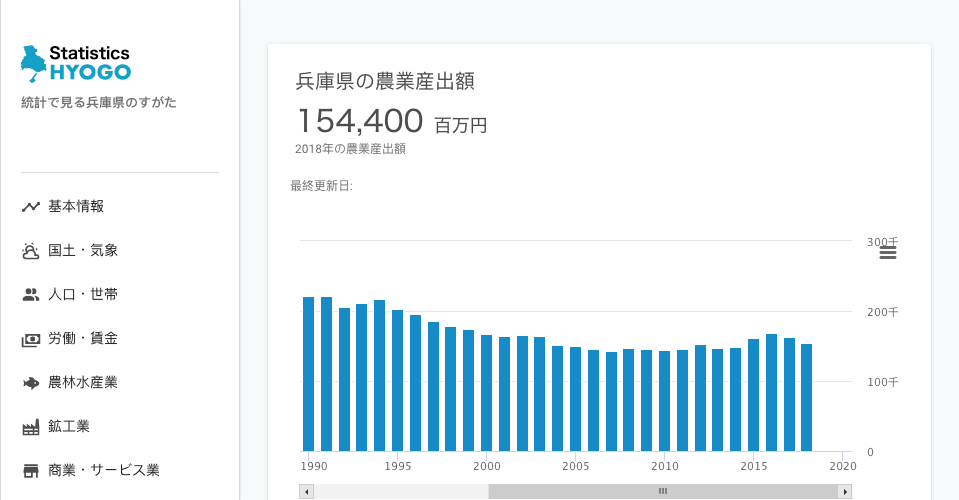 Statistics
HYOGO
統計で見る兵庫県のすがた
基本情報
国土・気象
人口・世帯
労働・賃金
農林水産業
鉱工業
商業・サービス業
兵庫県の農業産出額
154,400 百万円
2018年の農業産出額
最終更新日:
300千
200千
100千
0
1990 1995 2000 2005 2010 2015 2020